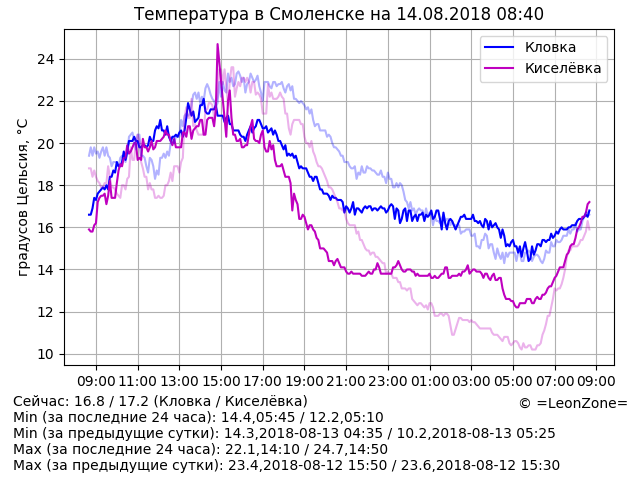 Температура в Смоленске на 14.08.2018 08:40
Кловка
Киселёвка
градусов Цельсия, °C
24
22
20
18
16
14
12
10
09:00 11:00 13:00 15:00 17:00 19:00 21:00 23:00 01:00 03:00 05:00 07:00 09:00
Сейчас: 16.8 / 17.2 (Кловка / Киселёвка)
© =LeonZone=
Min (за последние 24 часа): 14.4,05:45 / 12.2,05:10
Min (за предыдущие сутки): 14.3,2018-08-13 04:35 / 10.2,2018-08-13 05:25
Max (за последние 24 часа): 22.1,14:10 / 24.7,14:50
Max (за предыдущие сутки): 23.4,2018-08-12 15:50 / 23.6,2018-08-12 15:30